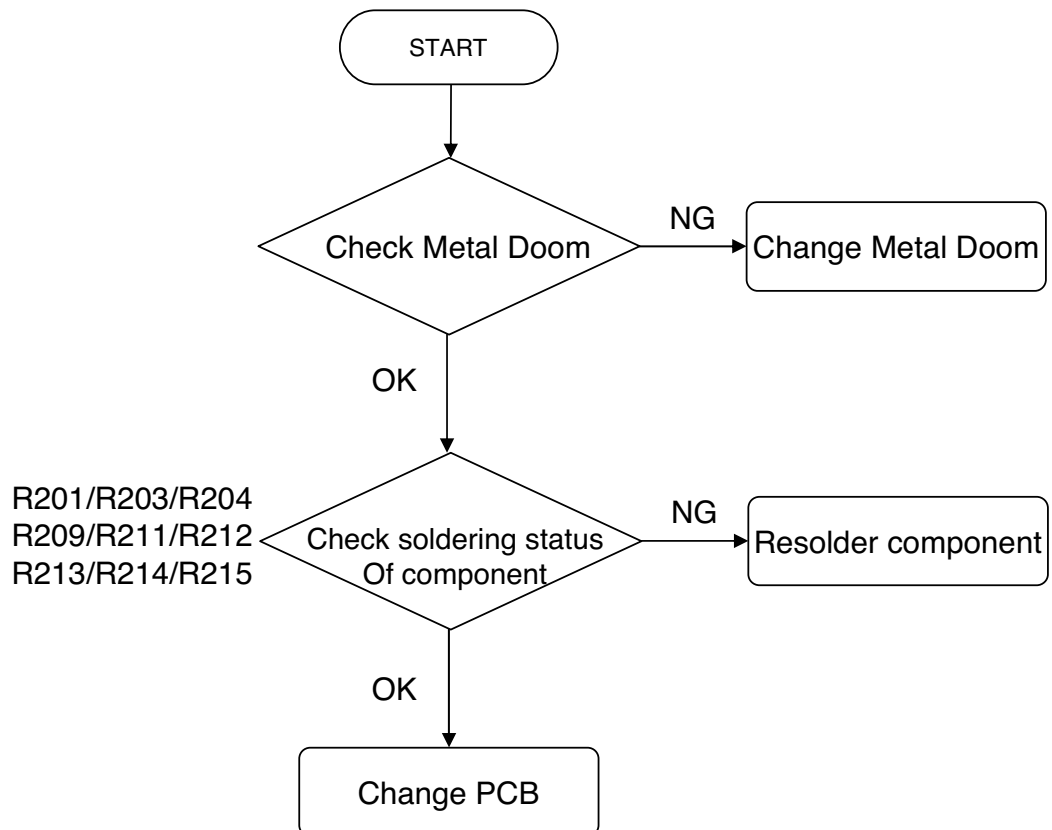 START
Check Metal Doom
NG
Change Metal Doom
OK
R201/R203/R204
R209/R211/R212
R213/R214/R215
Check soldering status
Of component
NG
Resolder component
OK
Change PCB